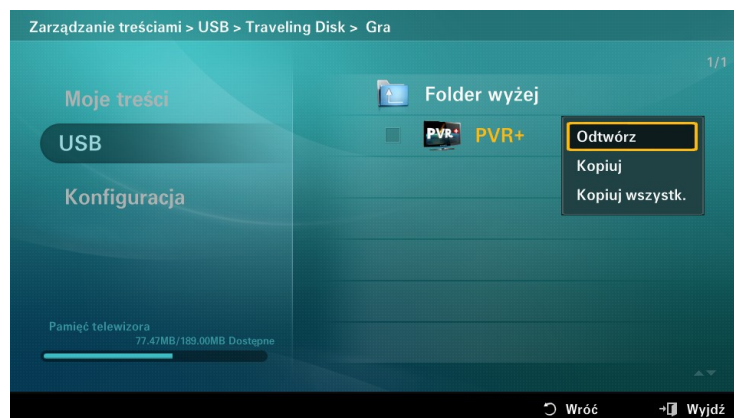 Zarządzanie treściami > USB > Traveling Disk > Gra
1/1
Moje treści
USB
Konfiguracja
Folder wyżej
PVR+ PVR+
Odtwórz
Kopiuj
Kopiuj wszystk.
Pamięć telewizora
77.47MB/189.00MB Dostępne
Wróć Wyjdź